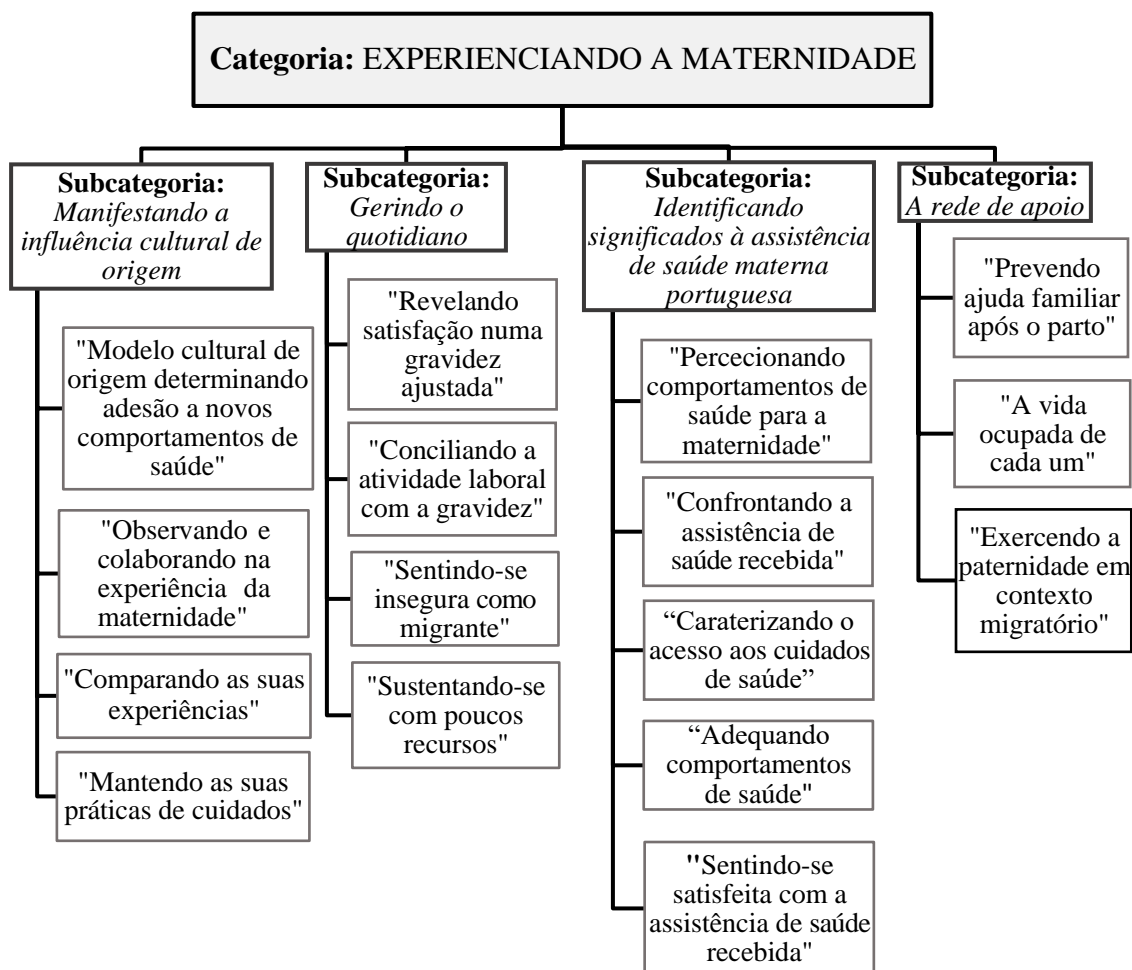 Categoria: EXPERIENCIANDO A MATERNIDADE
Subcategoria:
Manifestando a
influência cultural de
origem
"Modelo cultural de
origem determinando
adesão a novos
comportamentos de
saúde"
"Observando e
colaborando na
experiência da
maternidade"
"Comparando as suas
experiências"
"Mantendo as suas
práticas de cuidados"
Subcategoria:
Gerindo o
quotidiano
"Revelando
satisfação numa
gravidez
ajustada"
"Conciliando a
atividade laboral
com a gravidez"
"Sentindo-se
insegura como
migrante"
"Sustentando-se
com poucos
recursos"
Subcategoria:
Identificando
significados à assistência
de saúde materna
portuguesa
"Percecionando
comportamentos de
saúde para a
maternidade"
"Confrontando a
assistência de
saúde recebida"
“Caraterizando o
acesso aos cuidados
de saúde”
“Adequando
comportamentos
de saúde"
"Sentindo-se
satisfeita com a
assistência de saúde
recebida"
Subcategoria:
A rede de apoio
"Prevendo
ajuda familiar
após o parto"
"A vida
ocupada de
cada um"
"Exercendo a
paternidade em
contexto
migratório"